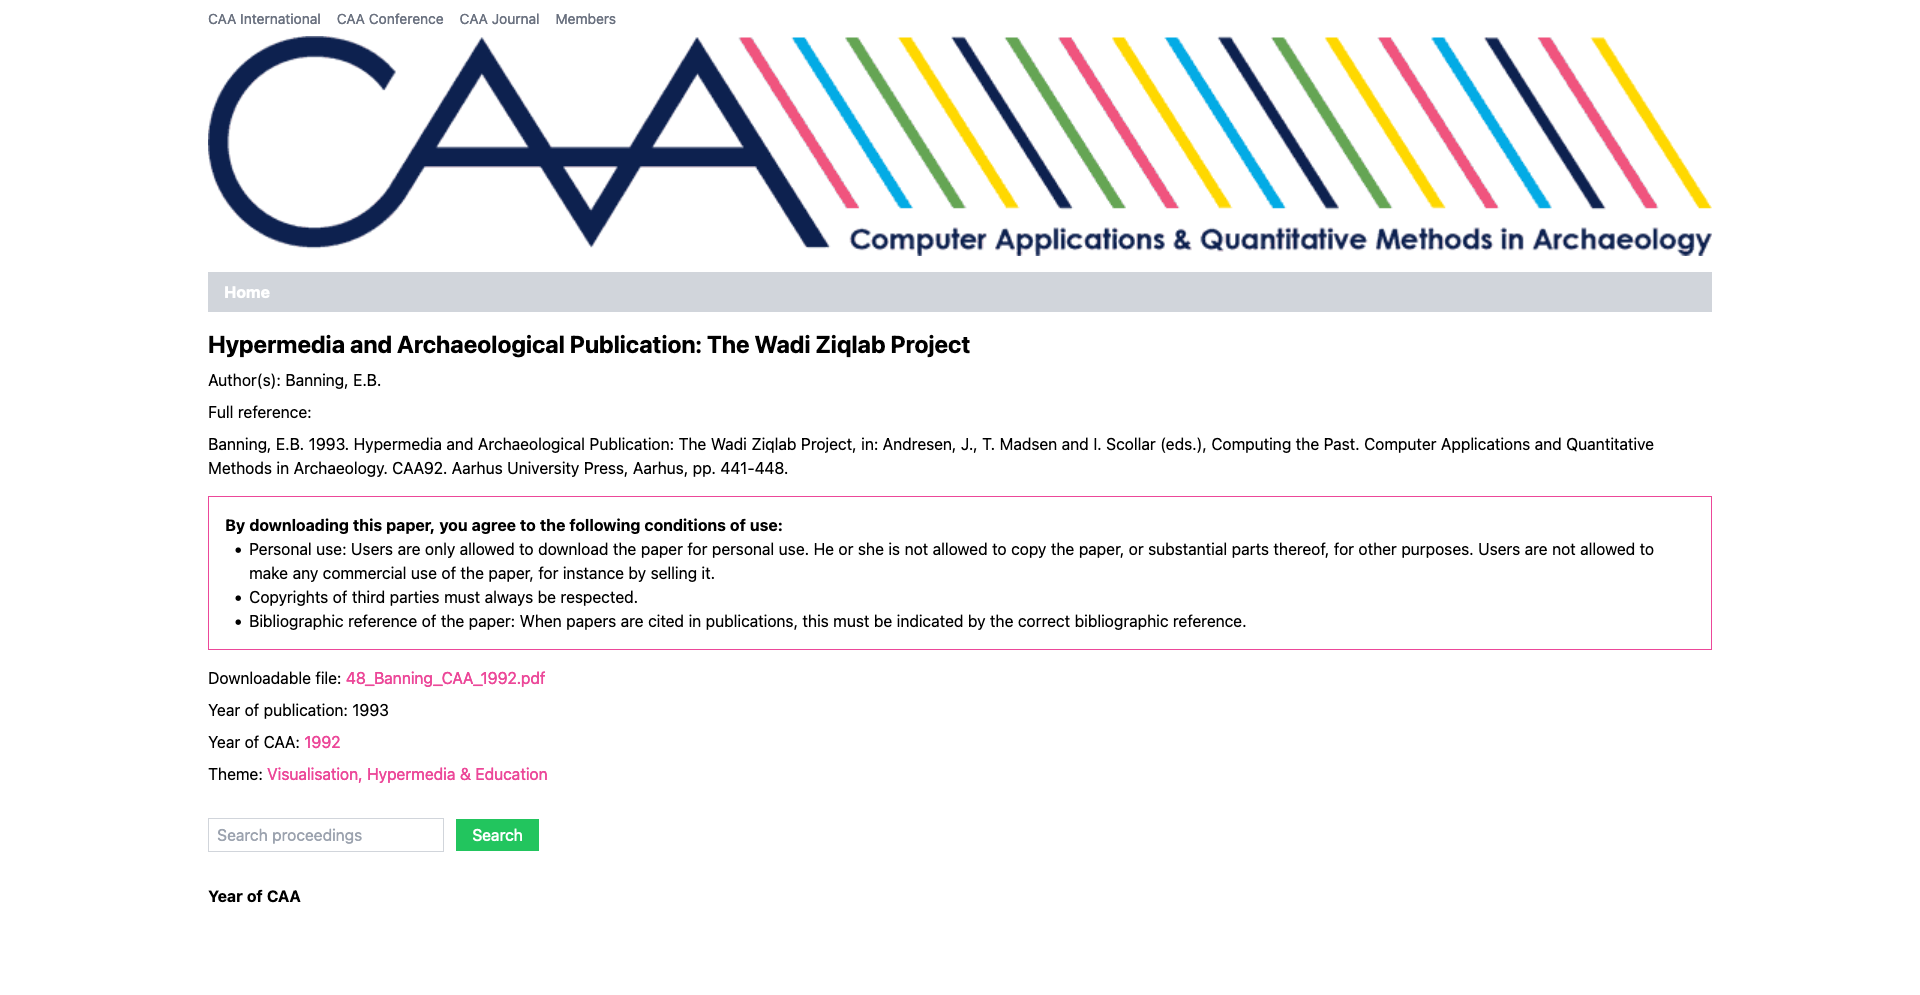 CAA International CAA Conference CAA Journal Members
CAA
Computer Applications & Quantitative Methods in Archaeology
Home
Hypermedia and Archaeological Publication: The Wadi Ziqlab Project
Author(s): Banning, E.B.
Full reference:
Banning, E.B. 1993. Hypermedia and Archaeological Publication: The Wadi Ziqlab Project, in: Andresen, J., T. Madsen and I. Scollar (eds.), Computing the Past. Computer Applications and Quantitative
Methods in Archaeology. CAA92. Aarhus University Press, Aarhus, pp. 441-448.
By downloading this paper, you agree to the following conditions of use:
• Personal use: Users are only allowed to download the paper for personal use. He or she is not allowed to copy the paper, or substantial parts thereof, for other purposes. Users are not allowed to
make any commercial use of the paper, for instance by selling it.
• Copyrights of third parties must always be respected.
• Bibliographic reference of the paper: When papers are cited in publications, this must be indicated by the correct bibliographic reference.
Downloadable file: 48_Banning_CAA_1992.pdf
Year of publication: 1993
Year of CAA: 1992
Theme: Visualisation, Hypermedia & Education
Search proceedings Search
Year of CAA